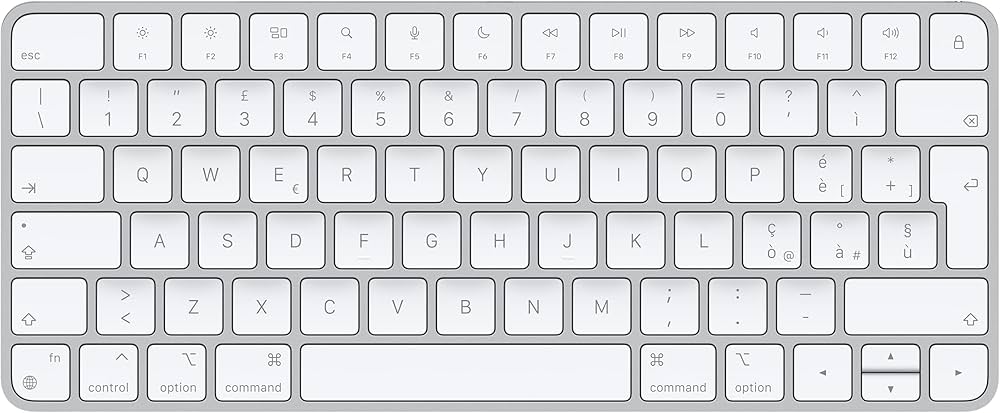 esc F1 F2 F3 F4 F5 F6 F7 F8 F9 F10 F11 F12
| ! " £ $ % & / ( ) = ? ^
\ 1 2 3 4 5 6 7 8 9 0 ' ì
Q W E € R T Y U I O P é è [ * + ]
A S D F G H J K L ç ò @ ° à # § ù
> < Z X C V B N M ; , : . _ -
fn control option command command option